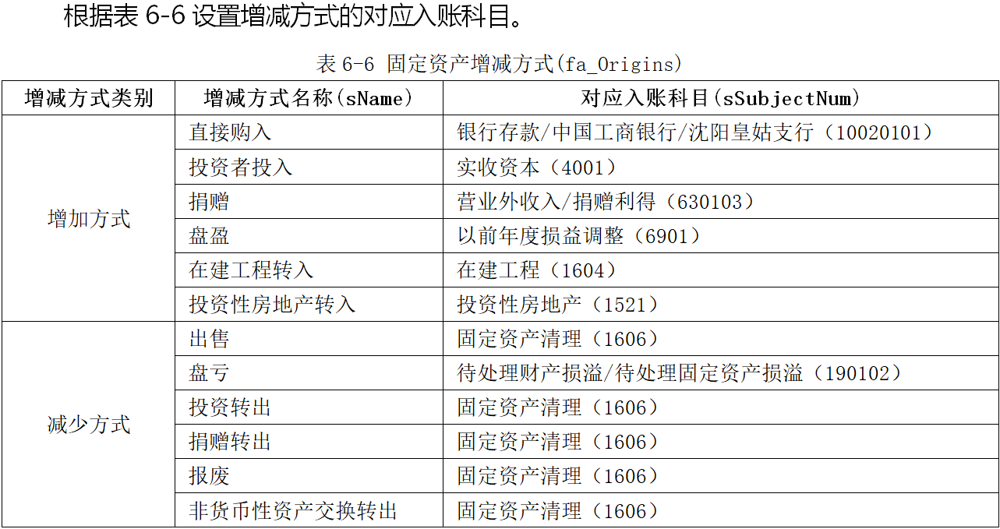 根据表 6-6 设置增减方式的对应入账科目。
表 6-6 固定资产增减方式(fa_Origins)
增减方式类别 增减方式名称(sName) 对应入账科目(sSubjectNum)
增加方式
直接购入 银行存款/中国工商银行/沈阳皇姑支行（10020101）
投资者投入 实收资本（4001）
捐赠 营业外收入/捐赠利得（630103）
盘盈 以前年度损益调整（6901）
在建工程转入 在建工程（1604）
投资性房地产转入 投资性房地产（1521）
减少方式
出售 固定资产清理（1606）
盘亏 待处理财产损溢/待处理固定资产损溢（190102）
投资转出 固定资产清理（1606）
捐赠转出 固定资产清理（1606）
报废 固定资产清理（1606）
非货币性资产交换转出 固定资产清理（1606）